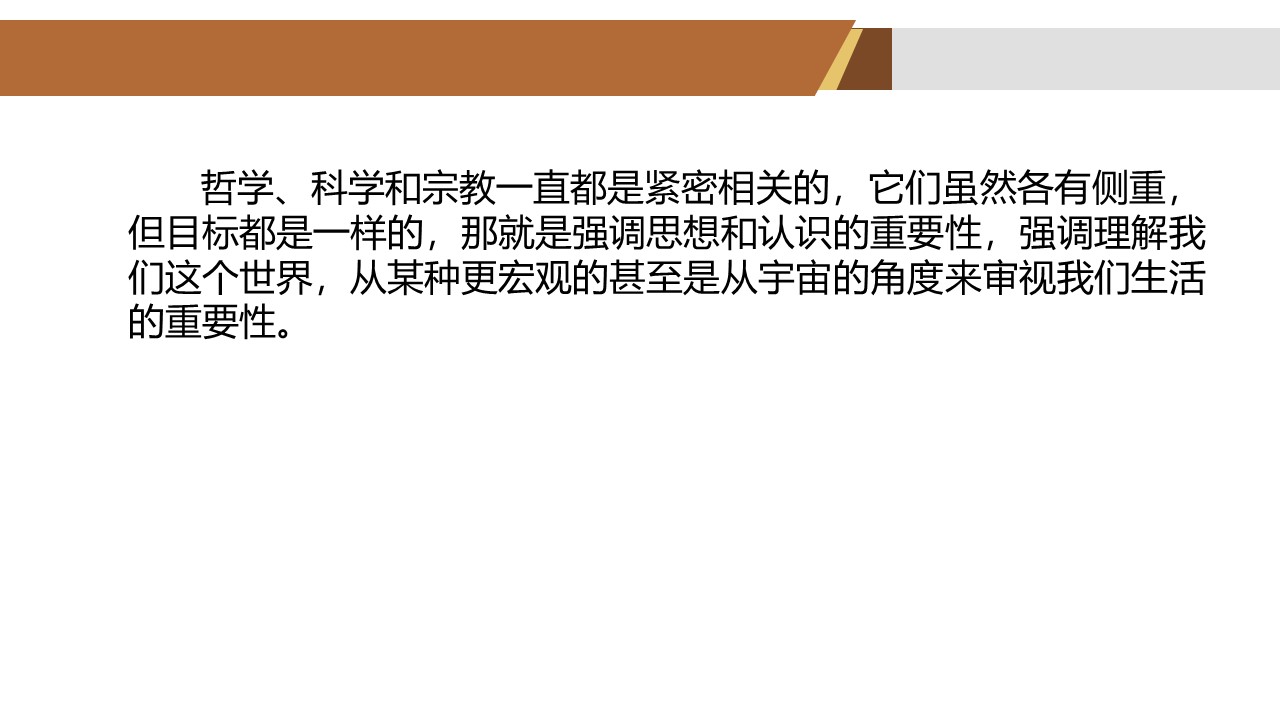 哲学、科学和宗教一直都是紧密相关的，它们虽然各有侧重，
但目标都是一样的，那就是强调思想和认识的重要性，强调理解我
们这个世界，从某种更宏观的甚至是从宇宙的角度来审视我们生活
的重要性。